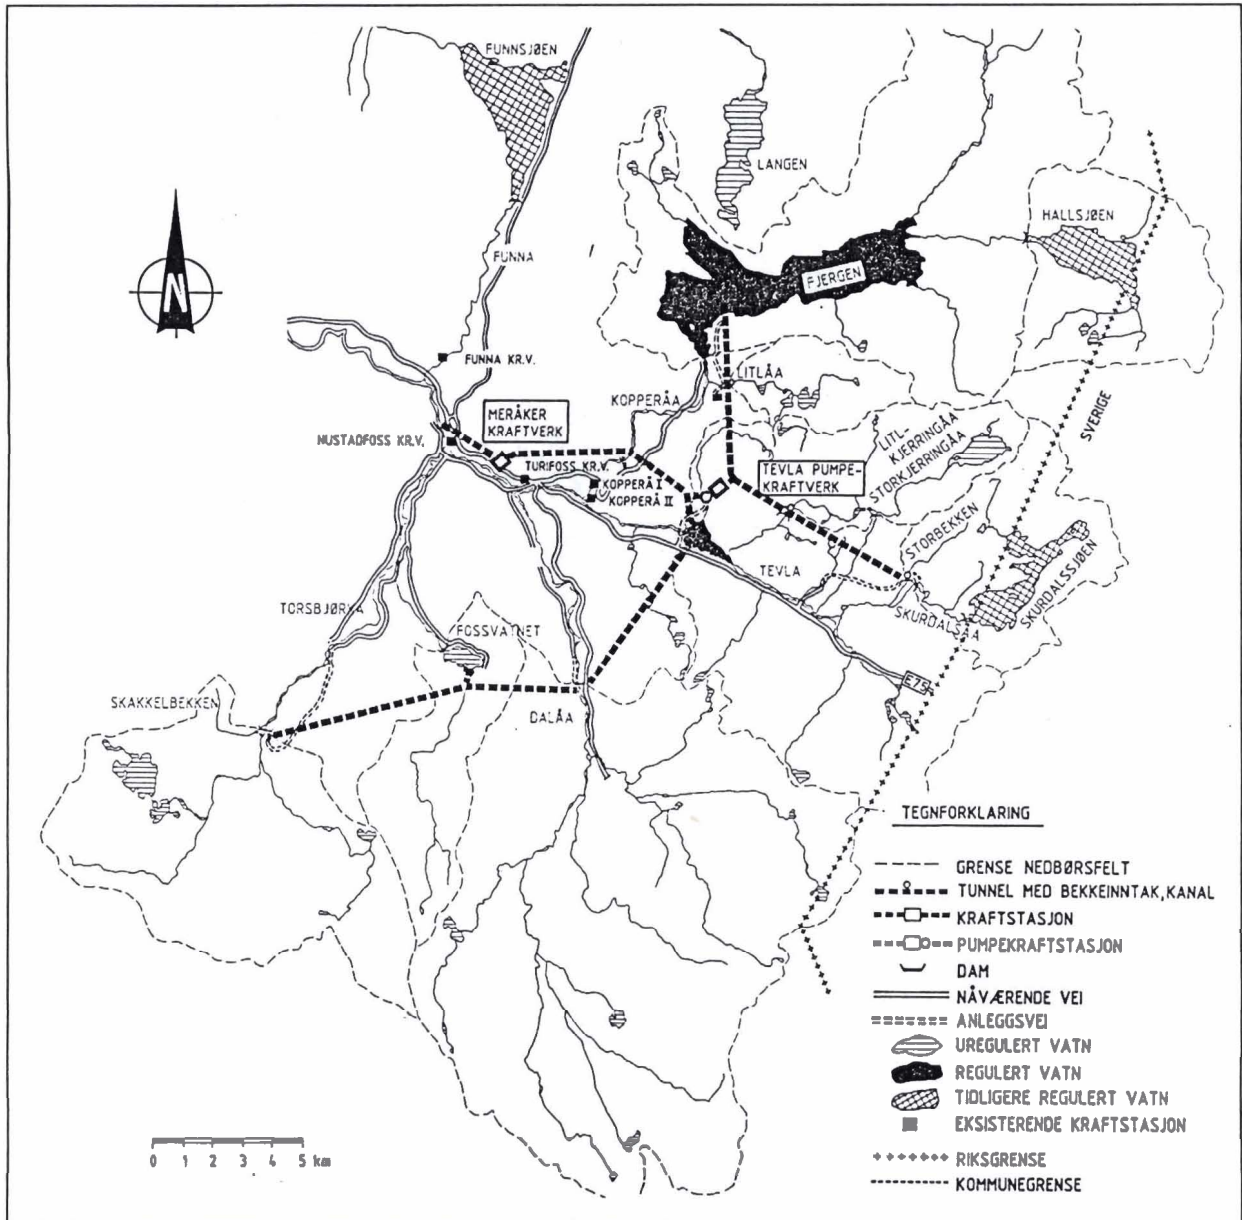 FUNNSJØEN
LANGEN
HALLSJØEN
FJERGEN
FUNNA
N
FUNNA KR.V.
LITLÅA
KOPPERÅA
SVERIGE
MERÅKER
KRAFTVERK
NUSTADFOSS KR.V.
TURIFOSS KR.V.
KOPPERÅ I
KOPPERÅ II
TEVLA PUMPE-
KRAFTVERK
LITL-
KJERRINGÅA
STORKJERRINGÅA
STORBEKKEN
TEVLA
SKURDALSSJØEN
SKURDALSÅA
TORSBJØRKA
FOSSVATNET
E75
SKAKKELBEKKEN
DALÅA
TEGNFORKLARING
GRENSE NEDBØRSFELT
TUNNEL MED BEKKEINNTAK, KANAL
KRAFTSTASJON
PUMPEKRAFTSTASJON
DAM
NÅVÆRENDE VEI
ANLEGGSVEI
UREGULERT VATN
REGULERT VATN
TIDLIGERE REGULERT VATN
EKSISTERENDE KRAFTSTASJON
RIKSGRENSE
KOMMUNEGRENSE
0 1 2 3 4 5 km